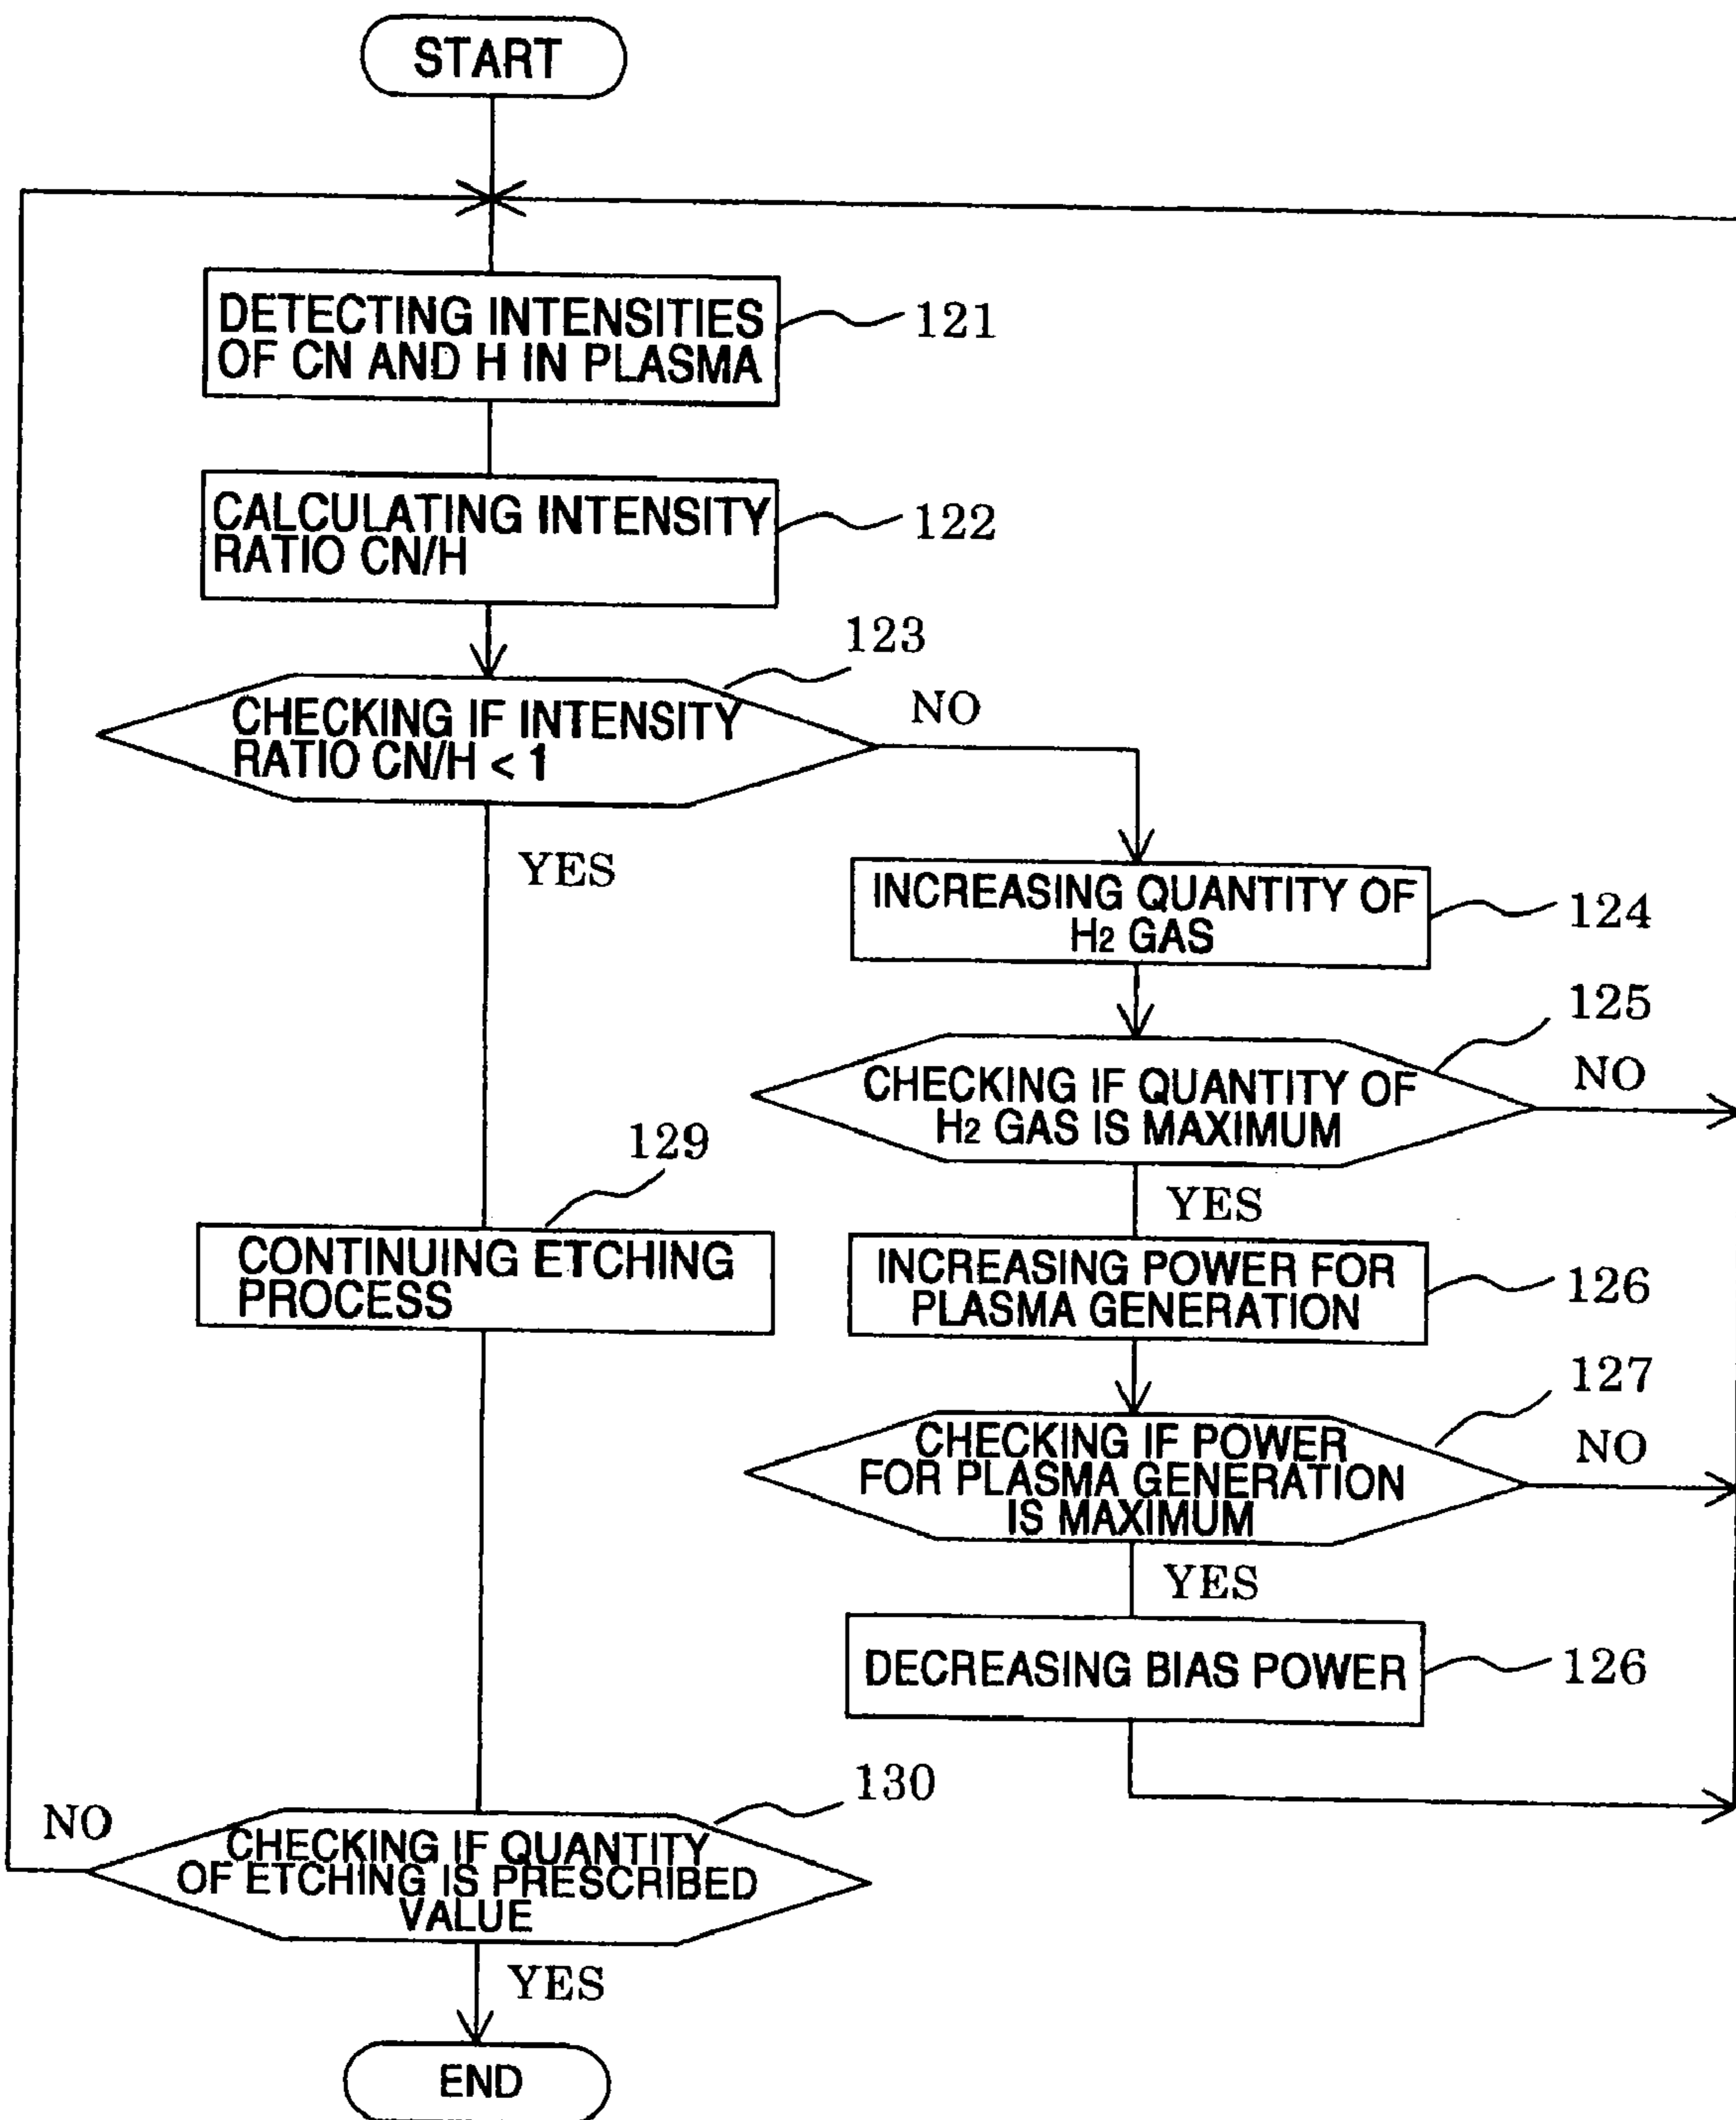 START
DETECTING INTENSITIES
OF CN AND H IN PLASMA
121
CALCULATING INTENSITY
RATIO CN/H
122
123
CHECKING IF INTENSITY
RATIO CN/H < 1
NO
YES
INCREASING QUANTITY OF
H2 GAS
124
125
CHECKING IF QUANTITY OF
H2 GAS IS MAXIMUM
NO
YES
129
CONTINUING ETCHING
PROCESS
INCREASING POWER FOR
PLASMA GENERATION
126
127
CHECKING IF POWER
FOR PLASMA GENERATION
IS MAXIMUM
NO
YES
DECREASING BIAS POWER
126
130
NO
CHECKING IF QUANTITY
OF ETCHING IS PRESCRIBED
VALUE
YES
END